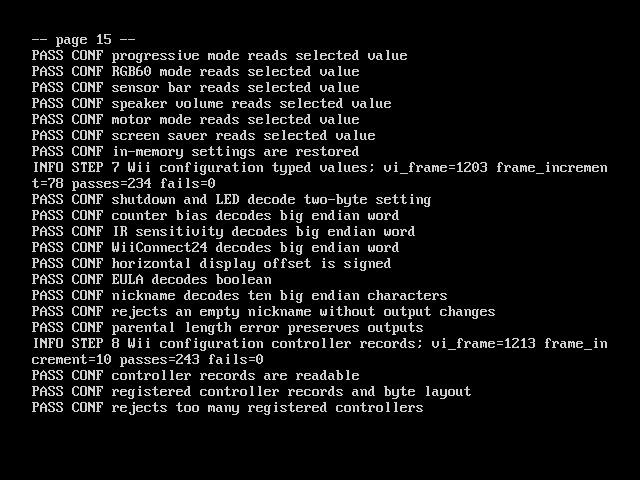 -- page 15 --
PASS CONF progressive mode reads selected value
PASS CONF RGB60 mode reads selected value
PASS CONF sensor bar reads selected value
PASS CONF speaker volume reads selected value
PASS CONF motor mode reads selected value
PASS CONF screen saver reads selected value
PASS CONF in-memory settings are restored
INFO STEP 7 Wii configuration typed values; vi_frame=1203 frame_incremen
t=78 passes=234 fails=0
PASS CONF shutdown and LED decode two-byte setting
PASS CONF counter bias decodes big endian word
PASS CONF IR sensitivity decodes big endian word
PASS CONF WiiConnect24 decodes big endian word
PASS CONF horizontal display offset is signed
PASS CONF EULA decodes boolean
PASS CONF nickname decodes ten big endian characters
PASS CONF rejects an empty nickname without output changes
PASS CONF parental length error preserves outputs
INFO STEP 8 Wii configuration controller records; vi_frame=1213 frame_in
crement=10 passes=243 fails=0
PASS CONF controller records are readable
PASS CONF registered controller records and byte layout
PASS CONF rejects too many registered controllers